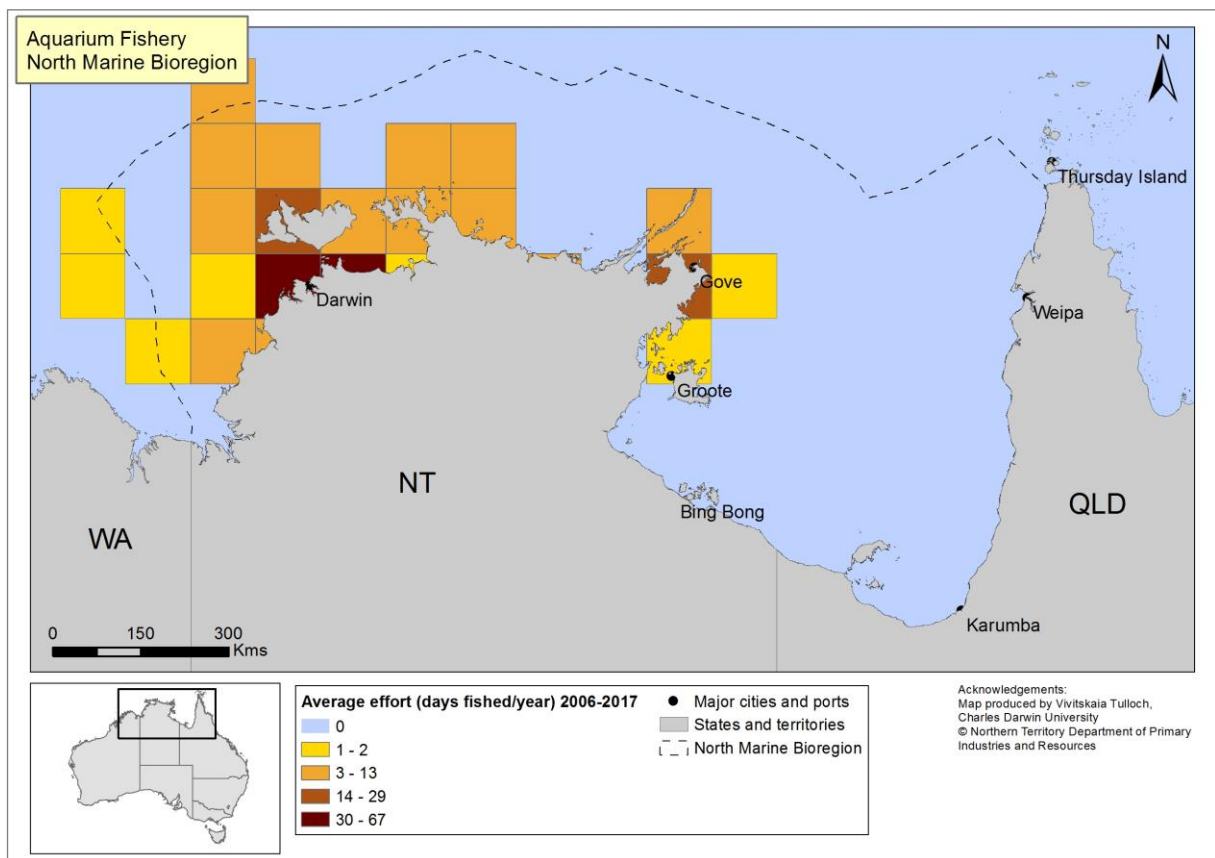 Aquarium Fishery
North Marine Bioregion
N
Thursday Island
Darwin
Gove
Weipa
Groote
NT
Bing Bong
QLD
WA
Karumba
0 150 300
Kms
Average effort (days fished/year) 2006-2017
0
1 - 2
3 - 13
14 - 29
30 - 67
Major cities and ports
States and territories
North Marine Bioregion
Acknowledgements:
Map produced by Vivitskaia Tulloch,
Charles Darwin University
© Northern Territory Department of Primary
Industries and Resources